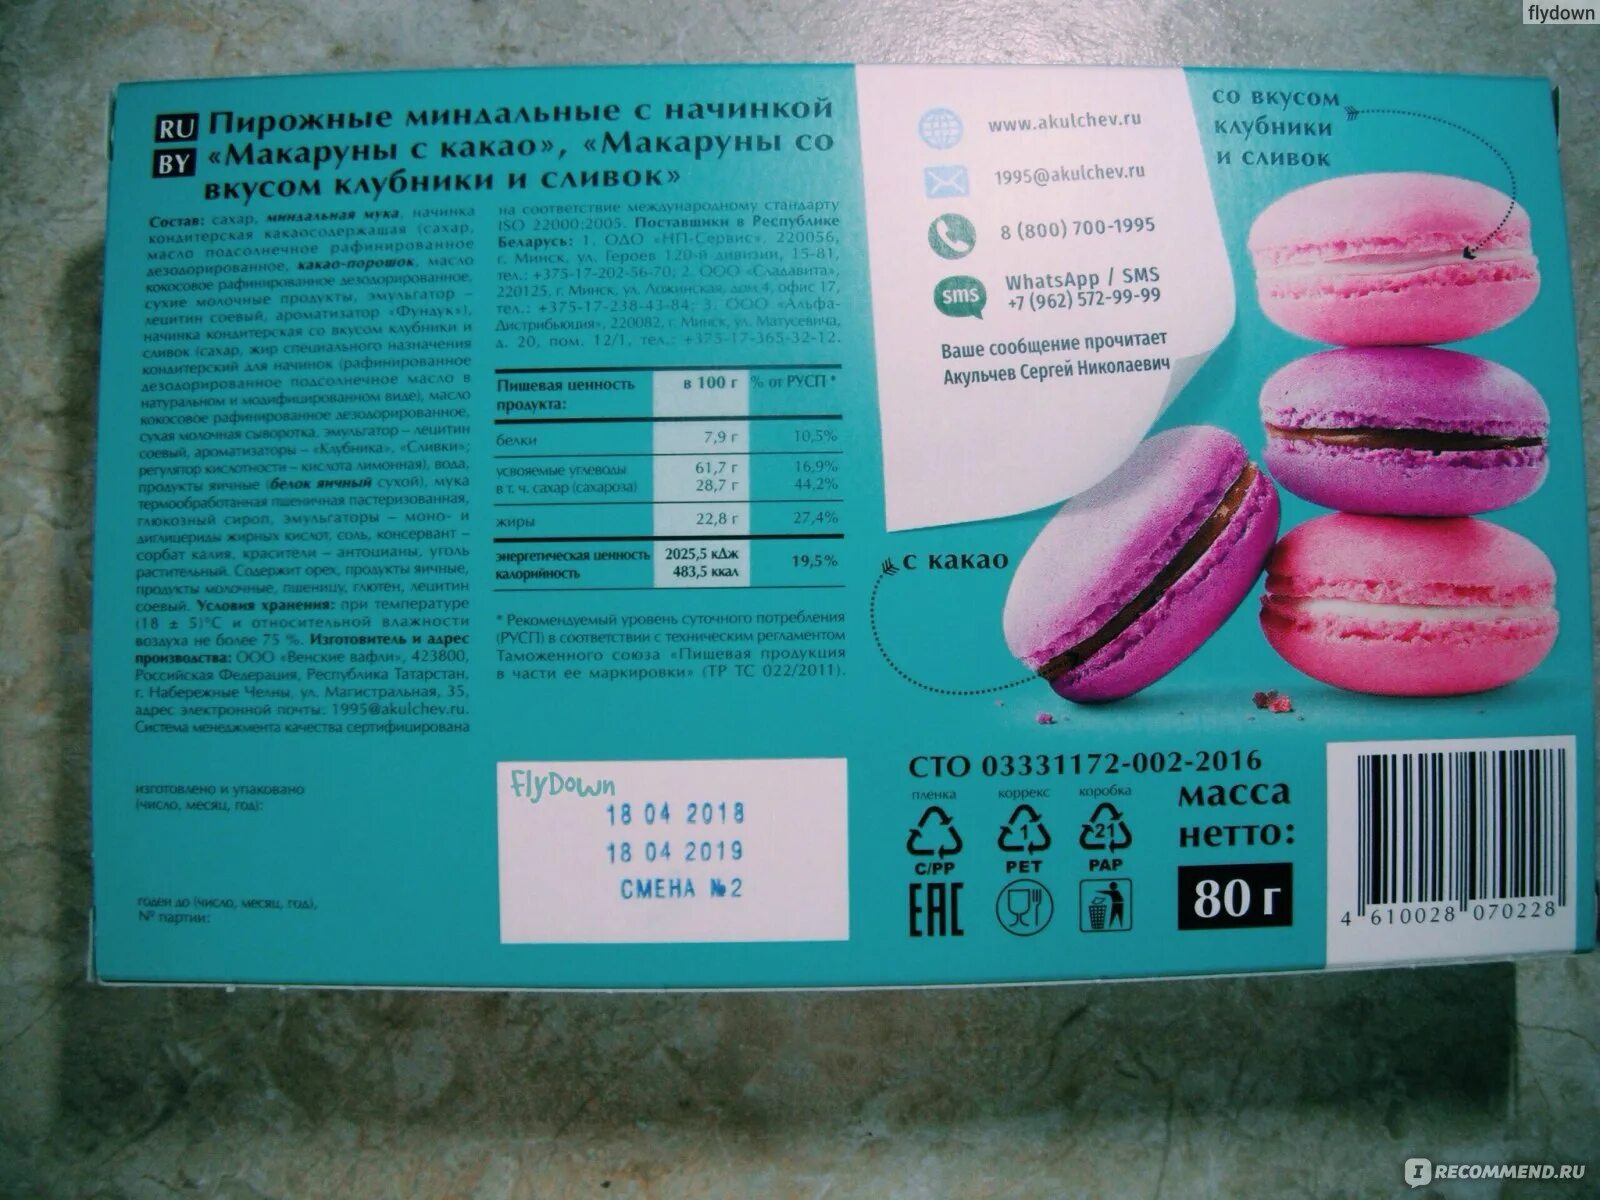 flydown
RU
BY
Пирожные миндальные с начинкой
«Макаруны с какао», «Макаруны со
вкусом клубники и сливок»
Состав: сахар, миндальная мука, начинка
кондитерская какаосодержащая (сахар,
масло подсолнечное рафинированное
дезодорированное, какао-порошок, масло
кокосовое рафинированное дезодорированное,
сухие молочные продукты, эмульгатор –
лецитин соевый, ароматизатор «Фундук»),
начинка кондитерская со вкусом клубники и
сливок (сахар, жир специального назначения
кондитерский для начинок (рафинированное
дезодорированное подсолнечное масло в
натуральном и модифицированном виде), масло
кокосовое рафинированное дезодорированное,
сухая молочная сыворотка, эмульгатор – лецитин
соевый, ароматизаторы – «Клубника», «Сливки»;
регулятор кислотности – кислота лимонная), вода,
продукты яичные (белок яичный сухой), мука
термообработанная пшеничная пастеризованная,
глюкозный сироп, эмульгаторы – моно- и
диглицериды жирных кислот, соль, консервант –
сорбат калия, красители – антоцианы, уголь
растительный. Содержит орех, продукты яичные,
продукты молочные, пшеницу, глютен, лецитин
соевый. Условия хранения: при температуре
(18 ± 5)°С и относительной влажности
воздуха не более 75 %. Изготовитель и адрес
производства: ООО «Венские вафли», 423800,
Российская Федерация, Республика Татарстан,
г. Набережные Челны, ул. Магистральная, 35,
адрес электронной почты: 1995@akulchev.ru.
Система менеджмента качества сертифицирована
на соответствие международному стандарту
ISO 22000:2005. Поставщики в Республике
Беларусь: 1. ОДО «НП-Сервис», 220056,
г. Минск, ул. Героев 120-й дивизии, 15-81,
тел.: +375-17-202-56-70; 2. ООО «Сладавита»,
220125, г. Минск, ул. Ложинская, дом 4, офис 17,
тел.: +375-17-238-43-84; 3. ООО «Альфа-
Дистрибьюция», 220082, г. Минск, ул. Матусевича,
д. 20, пом. 12/1, тел.: +375-17-365-32-12.
Пищевая ценность продукта: в 100 г % от РУСП *
белки 7,9 г 10,5%
усвояемые углеводы 61,7 г 16,9%
в т. ч. сахар (сахароза) 28,7 г 44,2%
жиры 22,8 г 27,4%
энергетическая ценность 2025,5 кДж
калорийность 483,5 ккал 19,5%
* Рекомендуемый уровень суточного потребления
(РУСП) в соответствии с техническим регламентом
Таможенного союза «Пищевая продукция
в части ее маркировки» (ТР ТС 022/2011).
www.akulchev.ru
1995@akulchev.ru
8 (800) 700-1995
sms
WhatsApp / SMS
+7 (962) 572-99-99
Ваше сообщение прочитает
Акульчев Сергей Николаевич
со вкусом
клубники
и сливок
с какао
изготовлено и упаковано
(число, месяц, год):
годен до (число, месяц, год),
№ партии:
FlyDown
18 04 2018
18 04 2019
СМЕНА №2
СТО 03331172-002-2016
пленка коррекс коробка
1 21
C/PP PET PAP
EAC
масса
нетто:
80 г
4 610028 070228
IRECOMMEND.RU